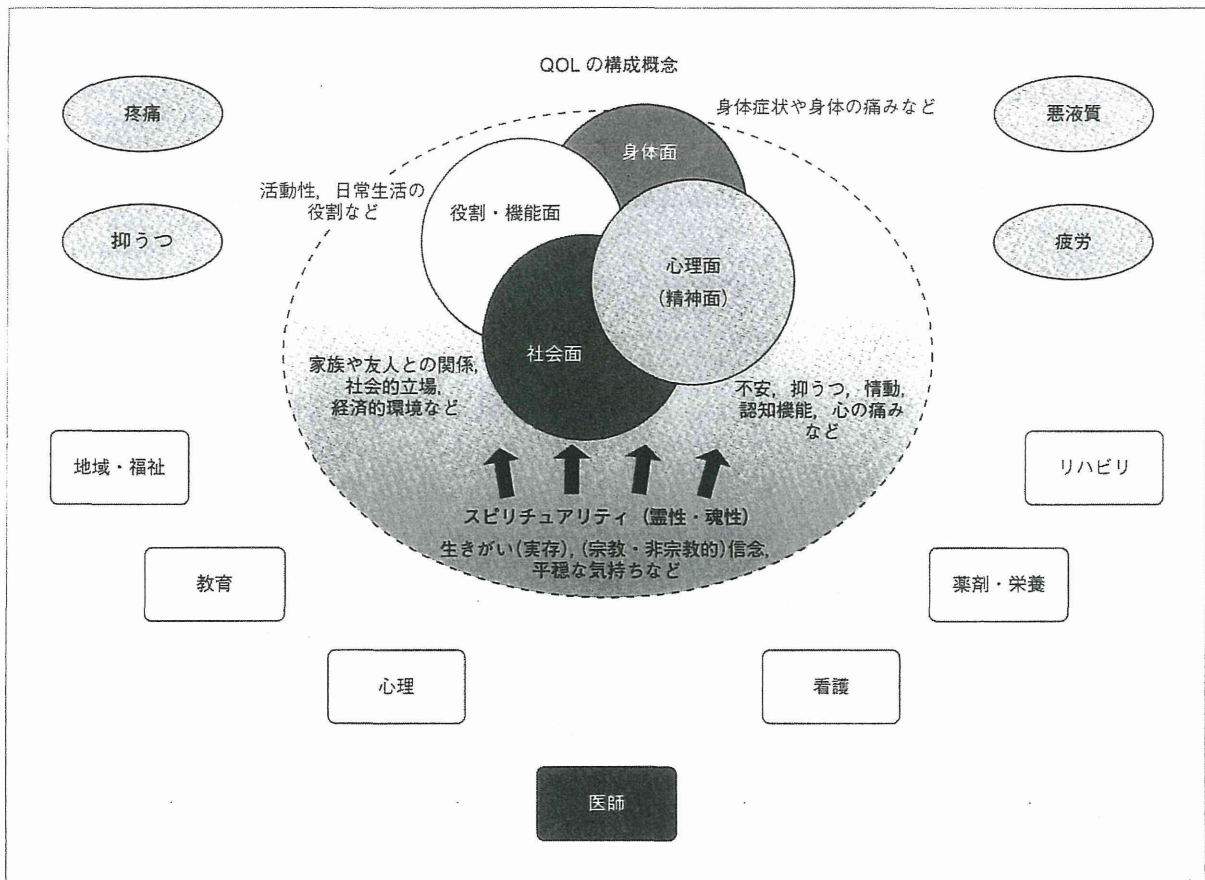 QOL の構成概念
疼痛
悪液質
身体症状や身体の痛みなど
身体面
活動性, 日常生活の
役割など
役割・機能面
抑うつ
疲労
心理面
(精神面)
社会面
家族や友人との関係,
社会的立場,
経済的環境など
不安, 抑うつ, 情動,
認知機能, 心の痛み
など
地域・福祉
リハビリ
スピリチュアリティ (霊性・魂性)
生きがい(実存), (宗教・非宗教的)信念,
平穏な気持ちなど
教育
薬剤・栄養
心理
看護
医師